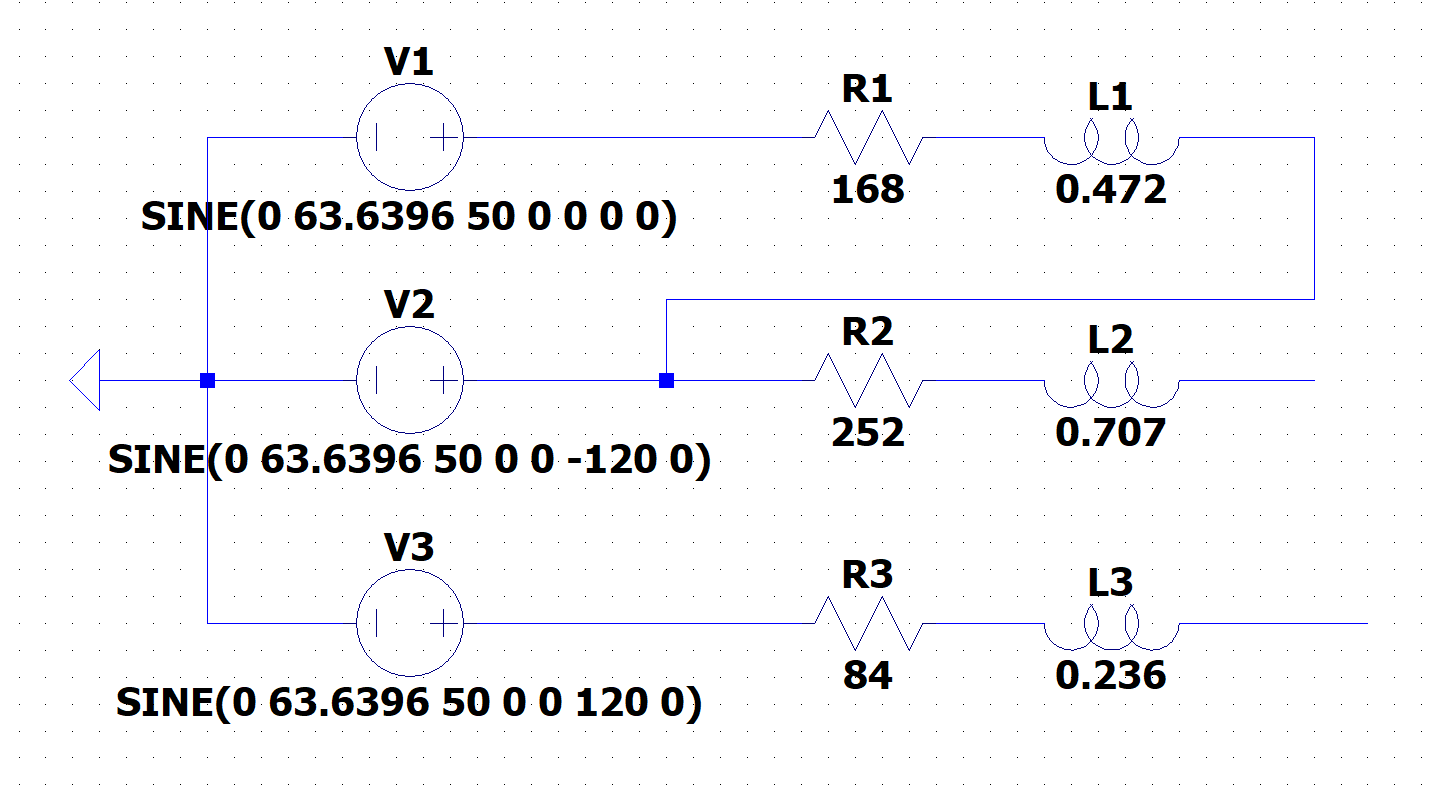 V1
R1
L1
168
0.472
SINE(0 63.6396 50 0 0 0 0)
V2
R2
L2
252
0.707
SINE(0 63.6396 50 0 0 -120 0)
V3
R3
L3
84
0.236
SINE(0 63.6396 50 0 0 120 0)